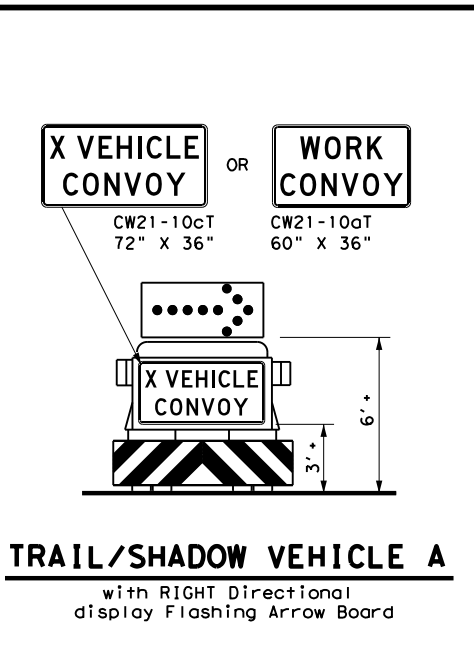 X VEHICLE
CONVOY
OR
WORK
CONVOY
CW21-10cT
72" X 36"
CW21-10aT
60" X 36"
X VEHICLE
CONVOY
6' +
3' +
TRAIL/SHADOW VEHICLE A
with RIGHT Directional
display Flashing Arrow Board